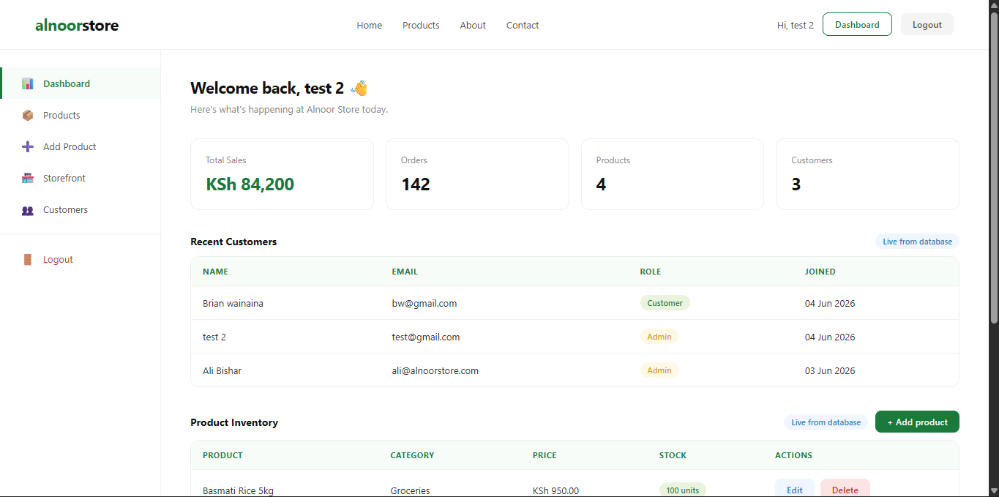 alnoorstore
Home Products About Contact
Hi, test 2 Dashboard Logout
Dashboard
Products
Add Product
Storefront
Customers
Logout
Welcome back, test 2 👋
Here's what's happening at Alnoor Store today.
Total Sales
KSh 84,200
Orders
142
Products
4
Customers
3
Recent Customers Live from database
NAME EMAIL ROLE JOINED
Brian wainaina bw@gmail.com Customer 04 Jun 2026
test 2 test@gmail.com Admin 04 Jun 2026
Ali Bishar ali@alnoorstore.com Admin 03 Jun 2026
Product Inventory Live from database + Add product
PRODUCT CATEGORY PRICE STOCK ACTIONS
Basmati Rice 5kg Groceries KSh 950.00 100 units Edit Delete